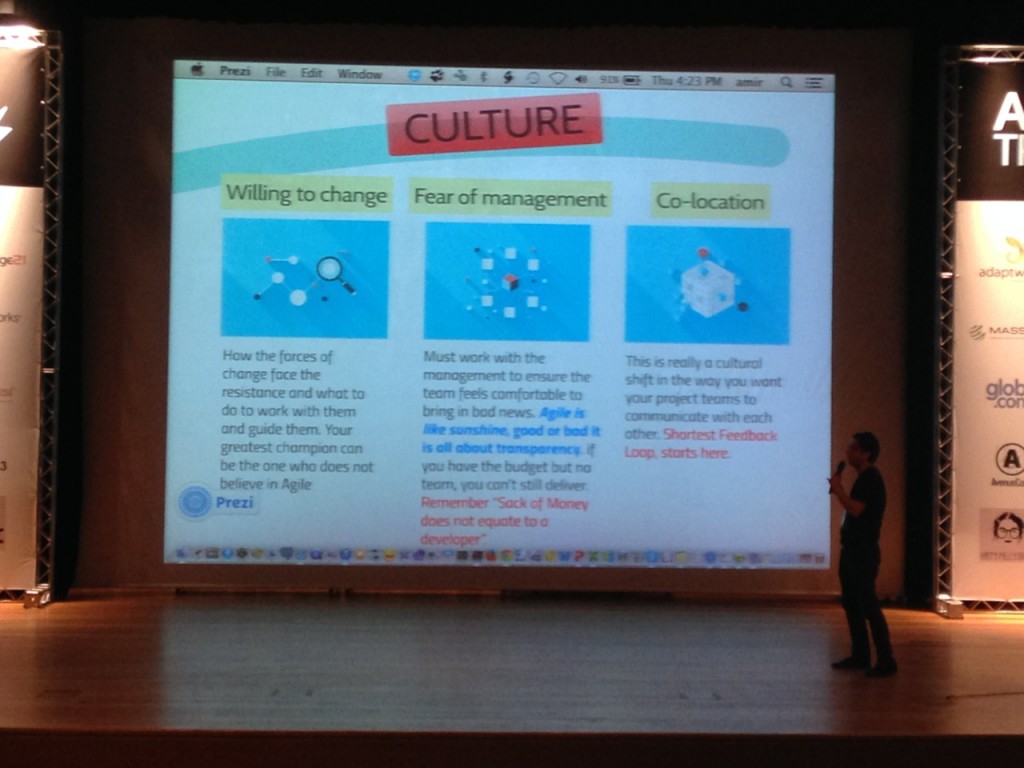 Prezi File Edit Window 91% Thu 4:23 PM amir
CULTURE
Willing to change
How the forces of
change face the
resistance and what to
do to work with them
and guide them. Your
greatest champion can
be the one who does not
believe in Agile
Prezi
Fear of management
Must work with the
management to ensure the
team feels comfortable to
bring in bad news. Agile is
like sunshine, good or bad it
is all about transparency. if
you have the budget but no
team, you can't still deliver.
Remember "Sack of Money
does not equate to a
developer"
Co-location
This is really a cultural
shift in the way you want
your project teams to
communicate with each
other. Shortest Feedback
Loop, starts here.
ge21
orks
3
A
T
adaptw
MASS
glob
.com
A